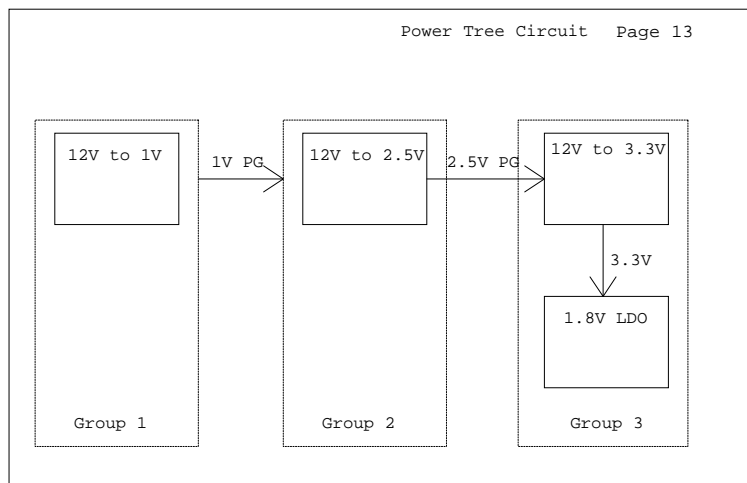 Power Tree Circuit Page 13
12V to 1V
1V PG
12V to 2.5V
2.5V PG
12V to 3.3V
3.3V
1.8V LDO
Group 1
Group 2
Group 3